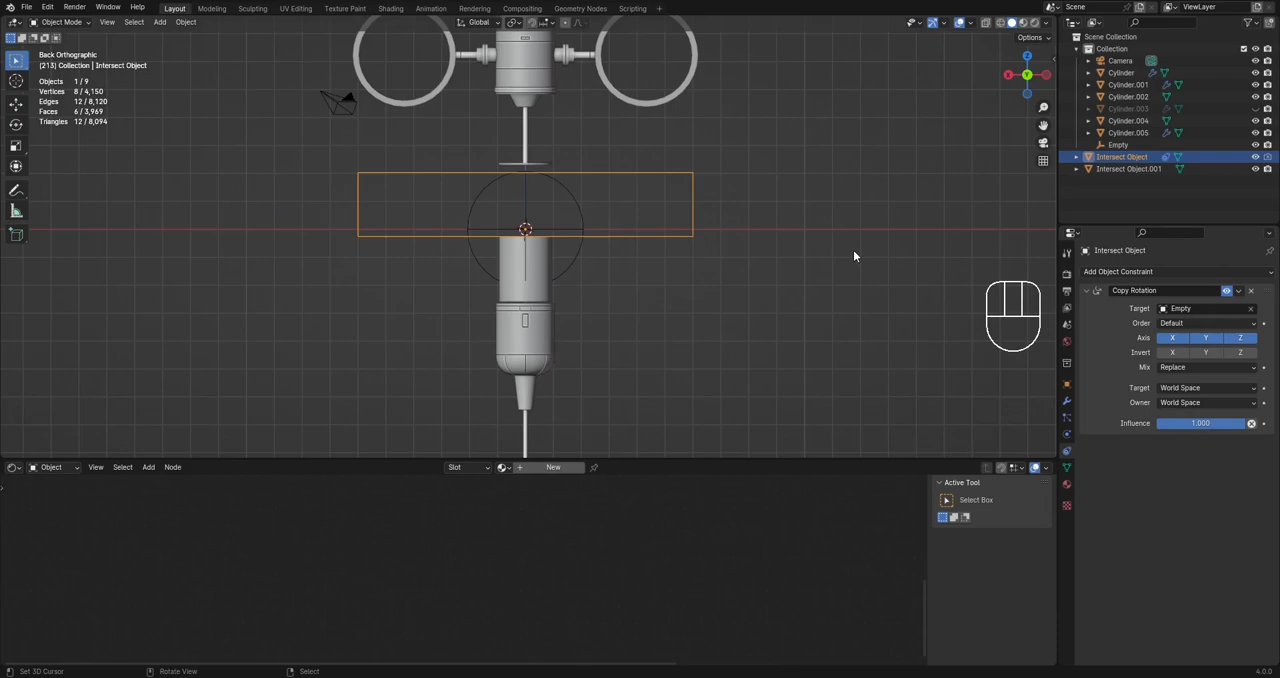 File Edit Render Window Help Layout Modeling Sculpting UV Editing Texture Paint Shading Animation Rendering Compositing Geometry Nodes Scripting + Scene ViewLayer
Object Mode View Select Add Object Global
Options
Back Orthographic
(213) Collection | Intersect Object
Objects 1 / 9
Vertices 8 / 4,150
Edges 12 / 8,120
Faces 6 / 3,969
Triangles 12 / 8,094
X
Y
Z
Scene Collection
Collection
Camera
Cylinder
Cylinder.001
Cylinder.002
Cylinder.003
Cylinder.004
Cylinder.005
Empty
Intersect Object
Intersect Object.001
Intersect Object
Add Object Constraint
Copy Rotation
Target Empty
Order Default
Axis X Y Z
Invert X Y Z
Mix Replace
Target World Space
Owner World Space
Influence 1.000
Object View Select Add Node Slot + New
Active Tool
Select Box
Set 3D Cursor Rotate View Select 4.0.0